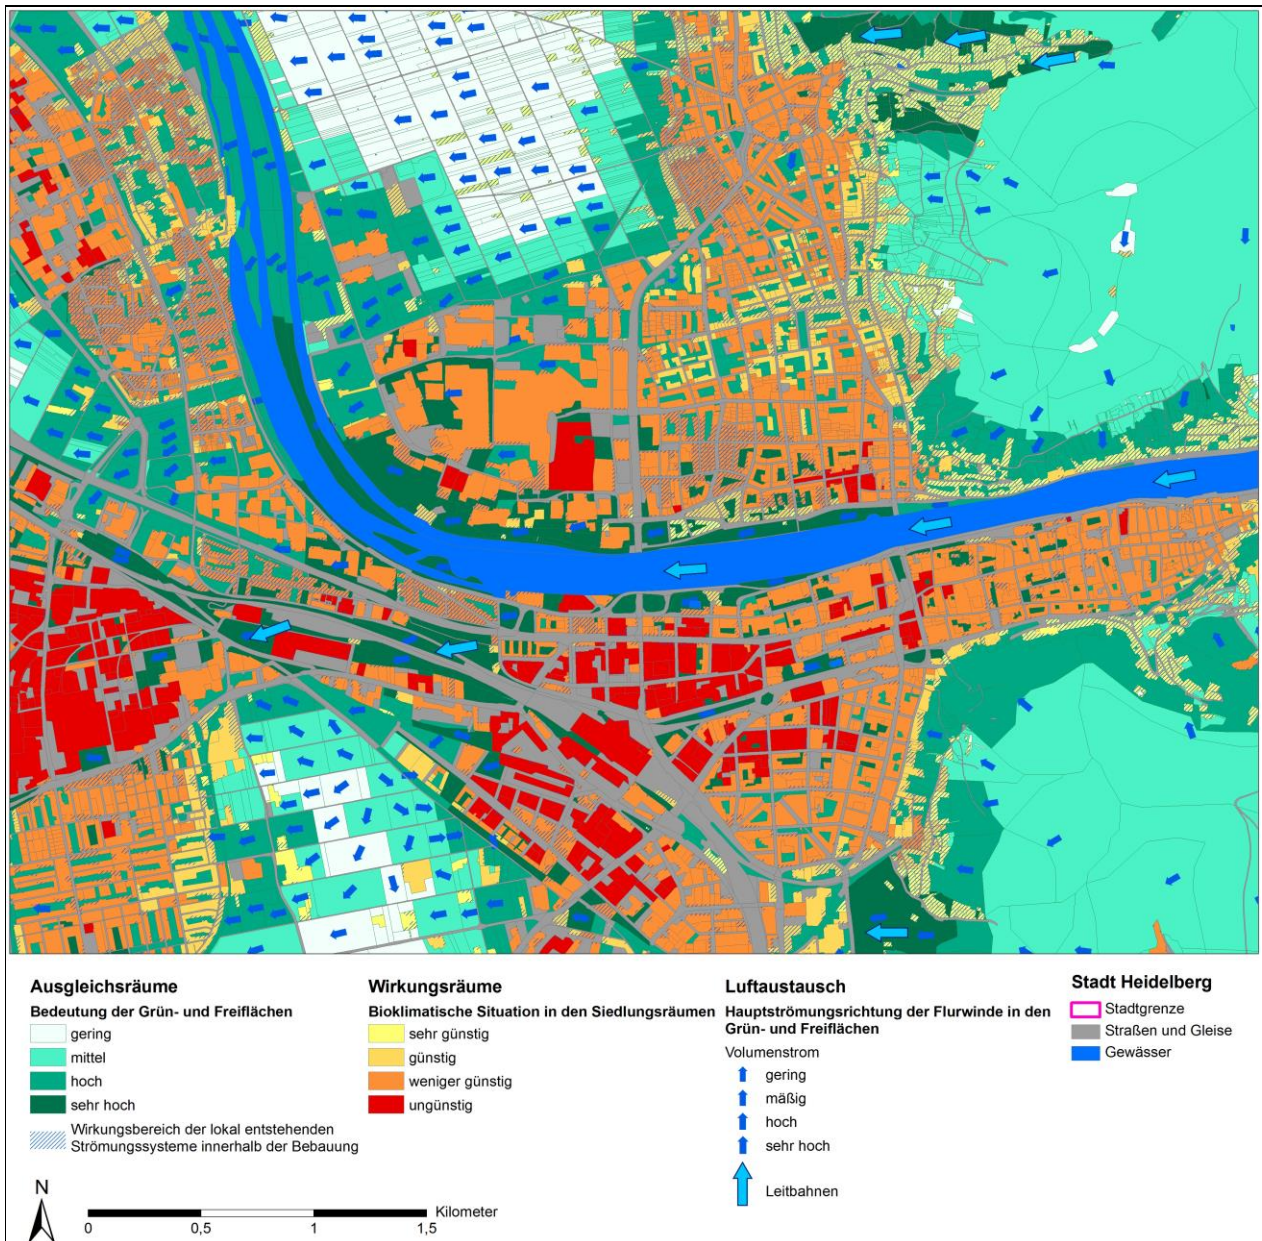 Ausgleichsräume
Bedeutung der Grün- und Freiflächen
gering
mittel
hoch
sehr hoch
Wirkungsbereich der lokal entstehenden
Strömungssysteme innerhalb der Bebauung
Wirkungsräume
Bioklimatische Situation in den Siedlungsräumen
sehr günstig
günstig
weniger günstig
ungünstig
Luftaustausch
Hauptströmungsrichtung der Flurwinde in den
Grün- und Freiflächen
Volumenstrom
gering
mäßig
hoch
sehr hoch
Leitbahnen
Stadt Heidelberg
Stadtgrenze
Straßen und Gleise
Gewässer
N
Kilometer
0 0,5 1 1,5